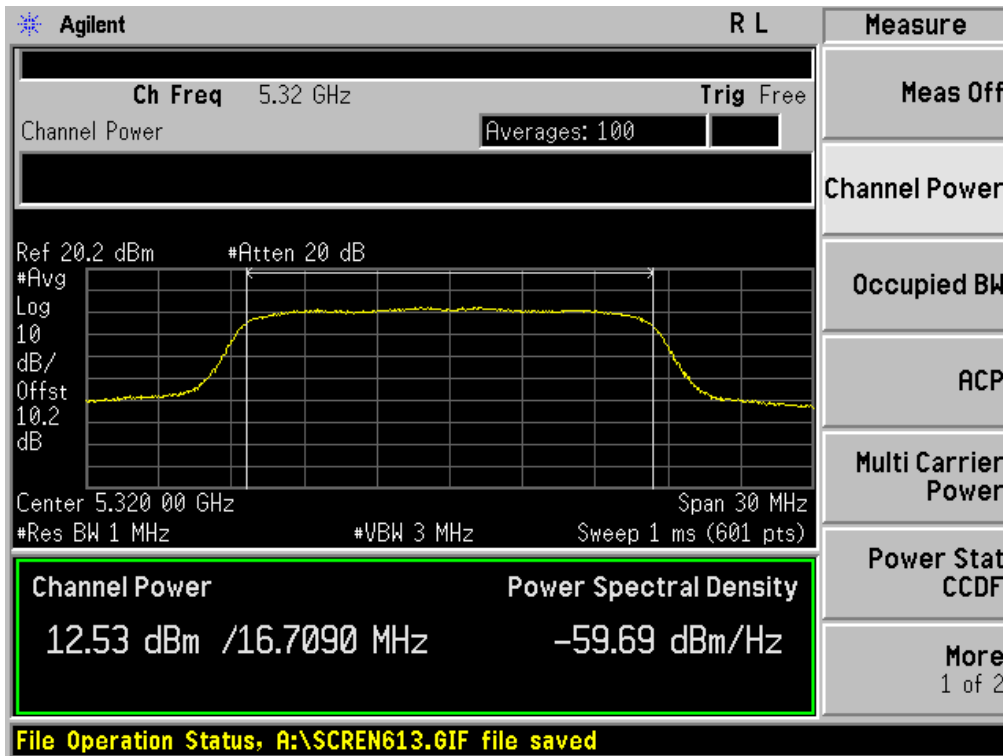 Agilent
R L
Measure
Ch Freq 5.32 GHz
Trig Free
Channel Power
Averages: 100
Ref 20.2 dBm
#Atten 20 dB
#Avg
Log
10
dB/
Offst
10.2
dB
Center 5.320 00 GHz
Span 30 MHz
#Res BW 1 MHz
#VBW 3 MHz
Sweep 1 ms (601 pts)
Channel Power
Power Spectral Density
12.53 dBm /16.7090 MHz
-59.69 dBm/Hz
Meas Off
Channel Power
Occupied BW
ACP
Multi Carrier
Power
Power Stat
CCDF
More
1 of 2
File Operation Status, A:\SCREN613.GIF file saved